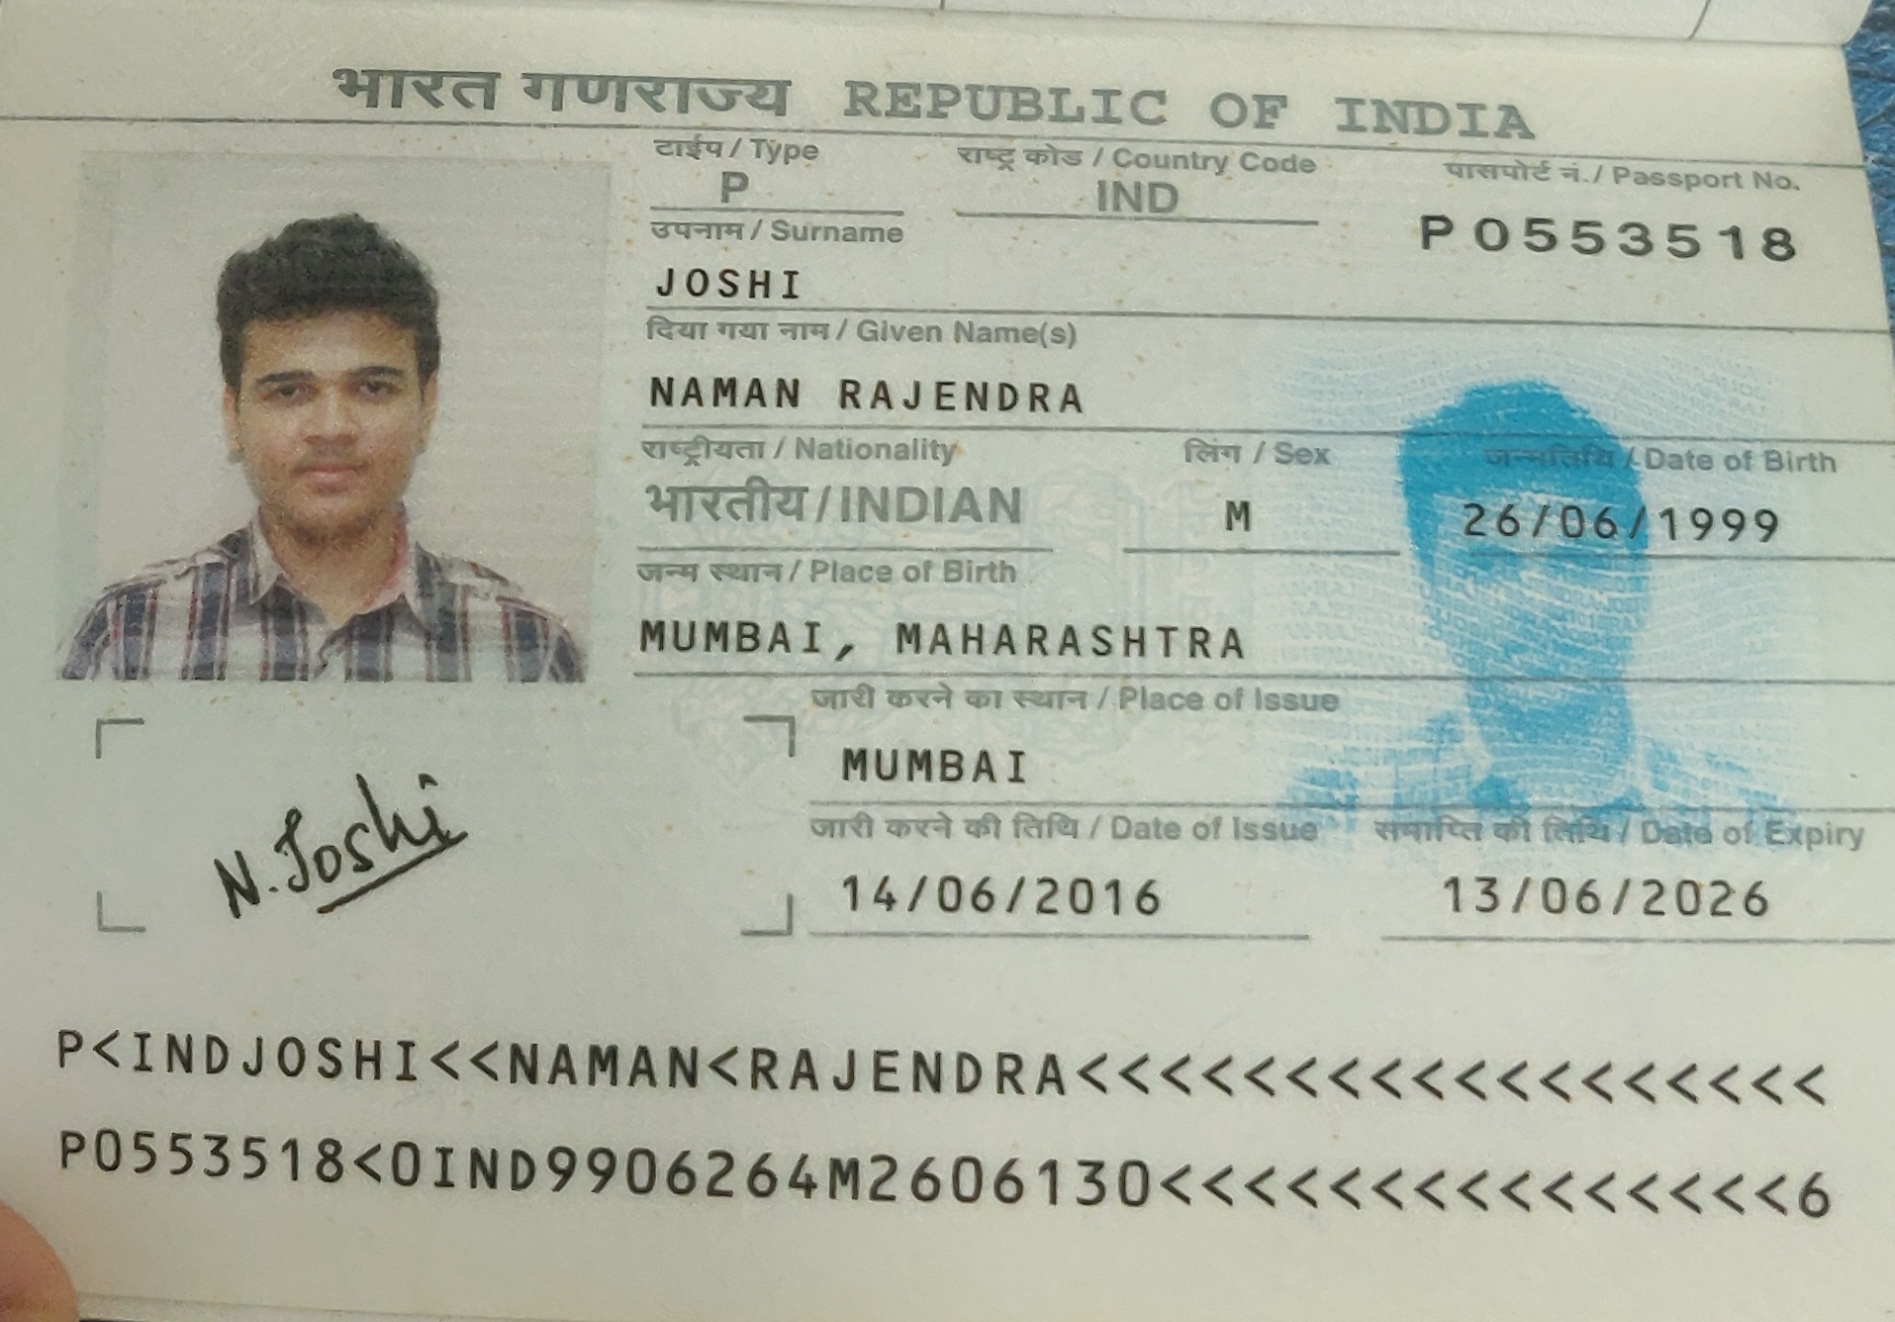 भारत गणराज्य REPUBLIC OF INDIA
टाईप / Type राष्ट्र कोड / Country Code पासपोर्ट नं. / Passport No.
P IND P0553518
उपनाम / Surname
JOSHI
दिया गया नाम / Given Name(s)
NAMAN RAJENDRA
राष्ट्रीयता / Nationality लिंग / Sex जन्मतिथि / Date of Birth
भारतीय / INDIAN M 26/06/1999
जन्म स्थान / Place of Birth
MUMBAI, MAHARASHTRA
जारी करने का स्थान / Place of Issue
MUMBAI
जारी करने की तिथि / Date of Issue समाप्ति की तिथि / Date of Expiry
14/06/2016 13/06/2026
N. Joshi
P<INDJOSHI<<NAMAN<RAJENDRA<<<<<<<<<<<<<<<<<<
P0553518<0IND9906264M2606130<<<<<<<<<<<<<<<6